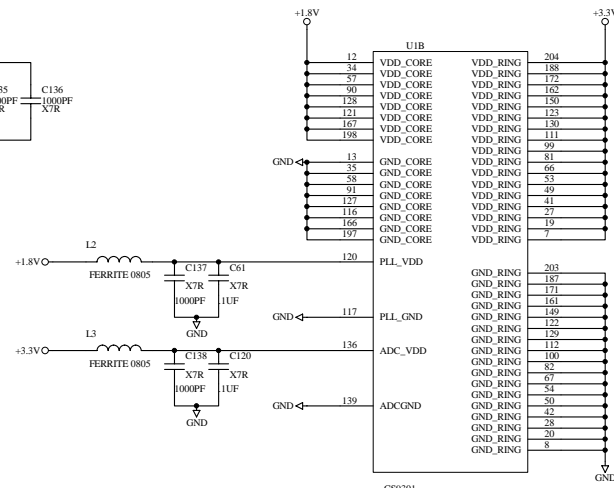 +1.8V
+3.3V
U1B
C136
1000PF
X7R
12 VDD_CORE VDD_RING 204
34 VDD_CORE VDD_RING 188
57 VDD_CORE VDD_RING 172
90 VDD_CORE VDD_RING 162
128 VDD_CORE VDD_RING 150
121 VDD_CORE VDD_RING 123
167 VDD_CORE VDD_RING 130
198 VDD_CORE VDD_RING 111
VDD_RING 99
GND 13 GND_CORE VDD_RING 81
35 GND_CORE VDD_RING 66
58 GND_CORE VDD_RING 53
91 GND_CORE VDD_RING 49
127 GND_CORE VDD_RING 41
116 GND_CORE VDD_RING 27
166 GND_CORE VDD_RING 19
197 GND_CORE VDD_RING 7
L2
+1.8V
FERRITE 0805
C137
X7R
1000PF
C61
X7R
.1UF
GND
120 PLL_VDD
GND 117 PLL_GND
L3
+3.3V
FERRITE 0805
C138
X7R
1000PF
C120
X7R
.1UF
GND
136 ADC_VDD
GND 139 ADCGND
GND_RING 203
GND_RING 187
GND_RING 171
GND_RING 161
GND_RING 149
GND_RING 122
GND_RING 129
GND_RING 112
GND_RING 100
GND_RING 82
GND_RING 67
GND_RING 54
GND_RING 50
GND_RING 42
GND_RING 28
GND_RING 20
GND_RING 8
GND